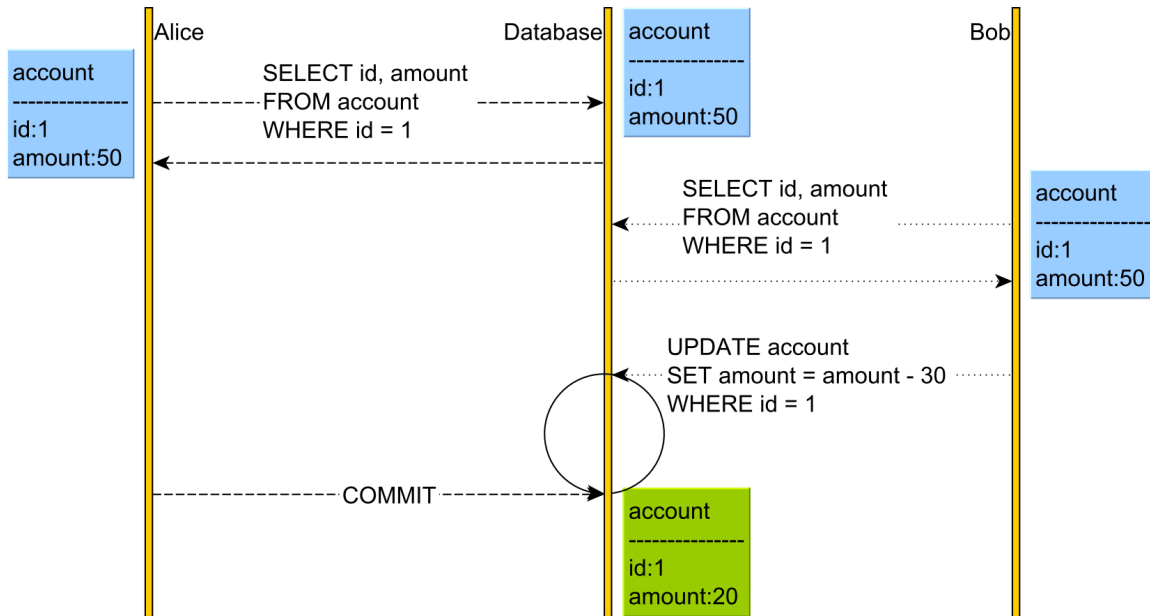 Alice
Database
Bob
account
---------------
id:1
amount:50
SELECT id, amount
FROM account
WHERE id = 1
account
---------------
id:1
amount:50
SELECT id, amount
FROM account
WHERE id = 1
account
---------------
id:1
amount:50
UPDATE account
SET amount = amount - 30
WHERE id = 1
COMMIT
account
---------------
id:1
amount:20